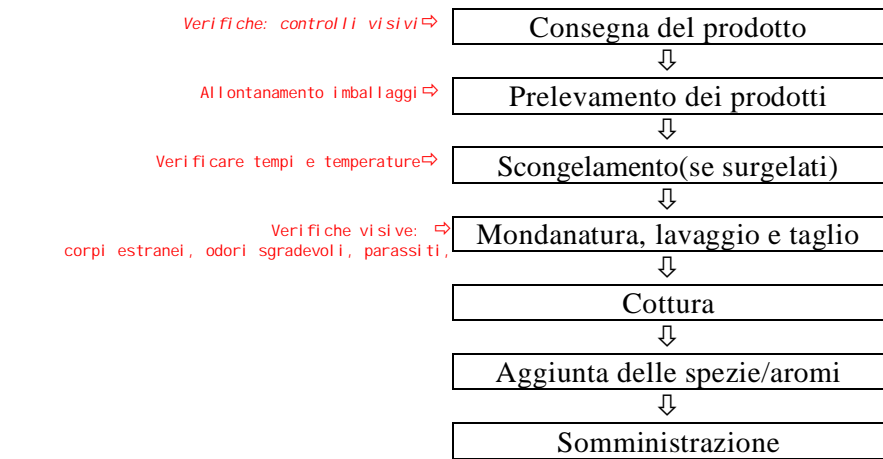 Verifiche: controlli visivi⇨ Consegna del prodotto
⇩
Allontanamento imballaggi⇨ Prelevamento dei prodotti
⇩
Verificare tempi e temperature⇨ Scongelamento(se surgelati)
⇩
Verifiche visive: ⇨ Mondanatura, lavaggio e taglio
corpi estranei, odori sgradevoli, parassiti,
⇩
Cottura
⇩
Aggiunta delle spezie/aromi
⇩
Somministrazione